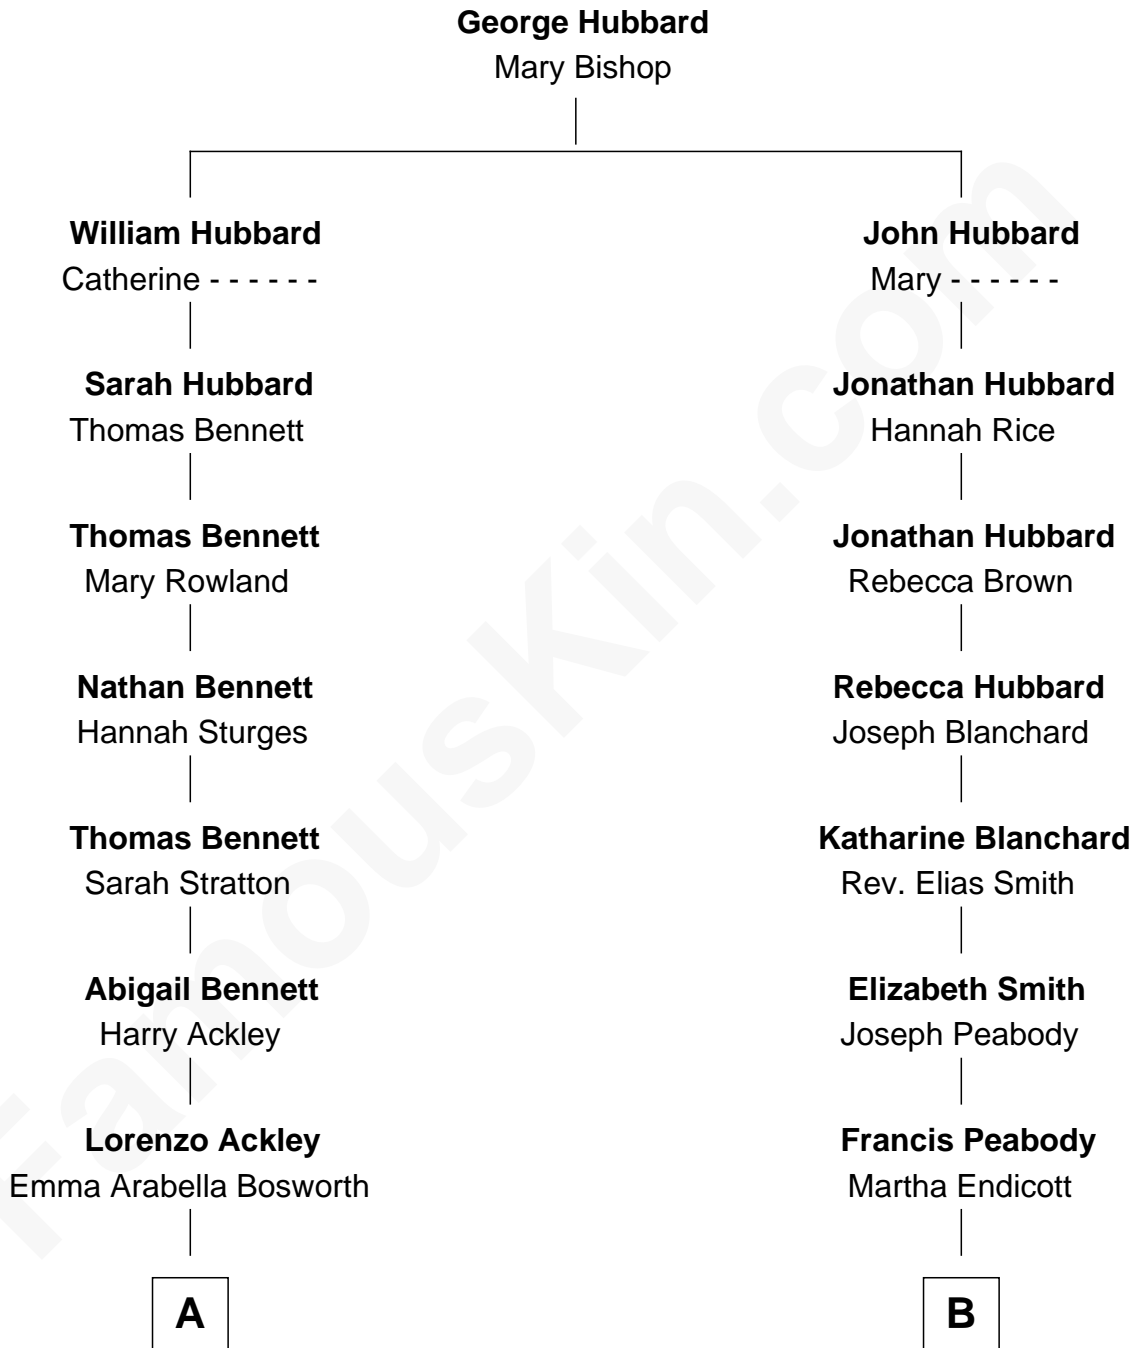 George Hubbard
Mary Bishop
William Hubbard
Catherine - - - - - -
John Hubbard
Mary - - - - - -
Sarah Hubbard
Thomas Bennett
Jonathan Hubbard
Hannah Rice
Thomas Bennett
Mary Rowland
Jonathan Hubbard
Rebecca Brown
Nathan Bennett
Hannah Sturges
Rebecca Hubbard
Joseph Blanchard
Thomas Bennett
Sarah Stratton
Katharine Blanchard
Rev. Elias Smith
Abigail Bennett
Harry Ackley
Elizabeth Smith
Joseph Peabody
Lorenzo Ackley
Emma Arabella Bosworth
Francis Peabody
Martha Endicott
A
B
FamousKin.com